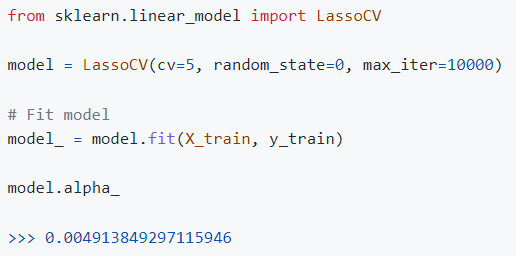 from sklearn.linear_model import LassoCV
model = LassoCV(cv=5, random_state=0, max_iter=10000)
# Fit model
model_ = model.fit(X_train, y_train)
model.alpha_
>>> 0.004913849297115946